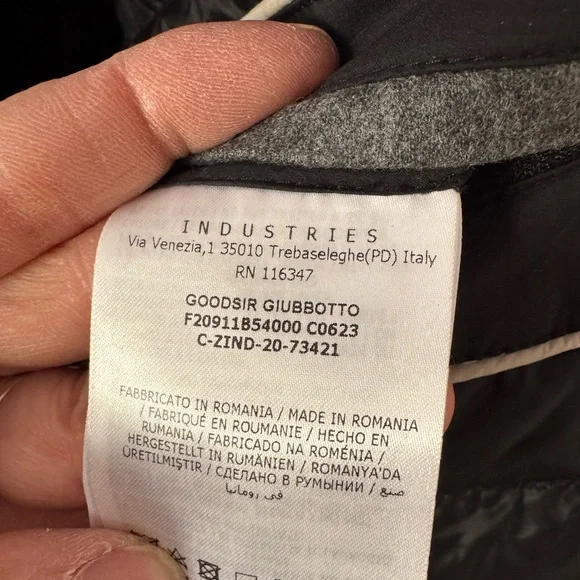 INDUSTRIES
Via Venezia,1 35010 Trebaseleghe(PD) Italy
RN 116347
GOODSIR GIUBBOTTO
F20911B54000 C0623
C-ZIND-20-73421
FABBRICATO IN ROMANIA / MADE IN ROMANIA
/ FABRIQUÉ EN ROUMANIE / HECHO EN
RUMANIA / FABRICADO NA ROMÉNIA /
HERGESTELLT IN RUMÄNIEN / ROMANYA'DA
ÜRETILMIŞTIR / СДЕЛАНО В РУМЫНИИ / صنع
في رومانيا